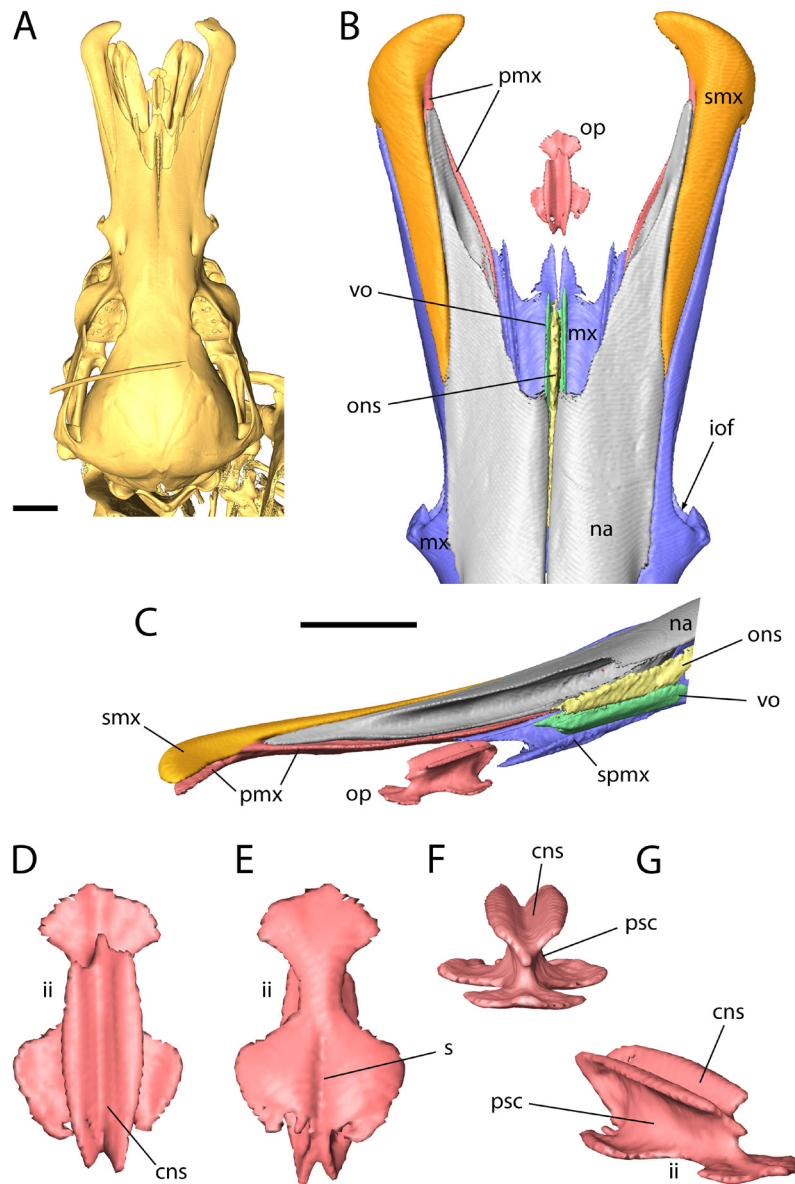 A
B
pmx
smx
op
vo
mx
ons
iof
na
mx
C
na
ons
smx
vo
pmx
op
spmx
D
E
F
G
cns
psc
ii
ii
cns
s
psc
cns
ii